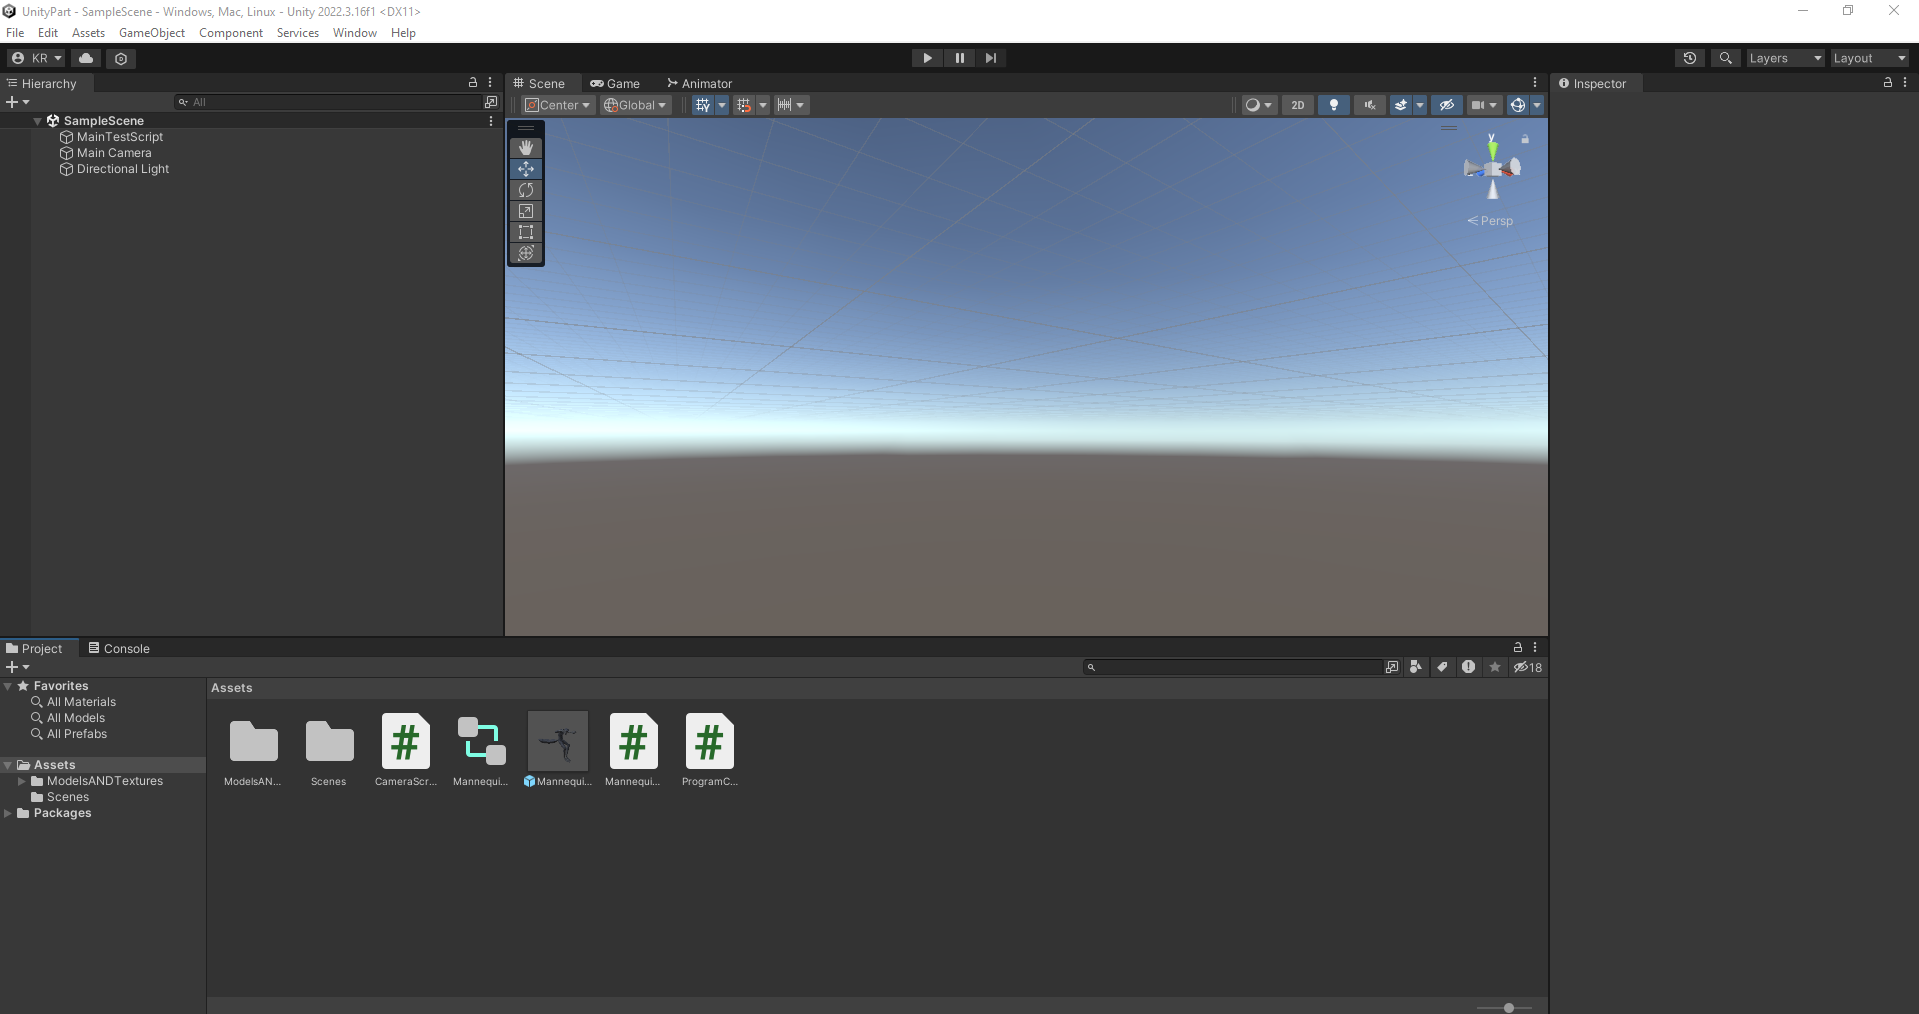 UnityPart - SampleScene - Windows, Mac, Linux - Unity 2022.3.16f1 <DX11>
File Edit Assets GameObject Component Services Window Help
KR Layers Layout
Hierarchy
All
SampleScene
MainTestScript
Main Camera
Directional Light
Scene Game Animator
Center Global 2D
y
Persp
Inspector
Project Console
18
Favorites
All Materials
All Models
All Prefabs
Assets
ModelsANDTextures
Scenes
Packages
Assets
ModelsAN... Scenes CameraScr... Mannequi... Mannequi... Mannequi... ProgramC...